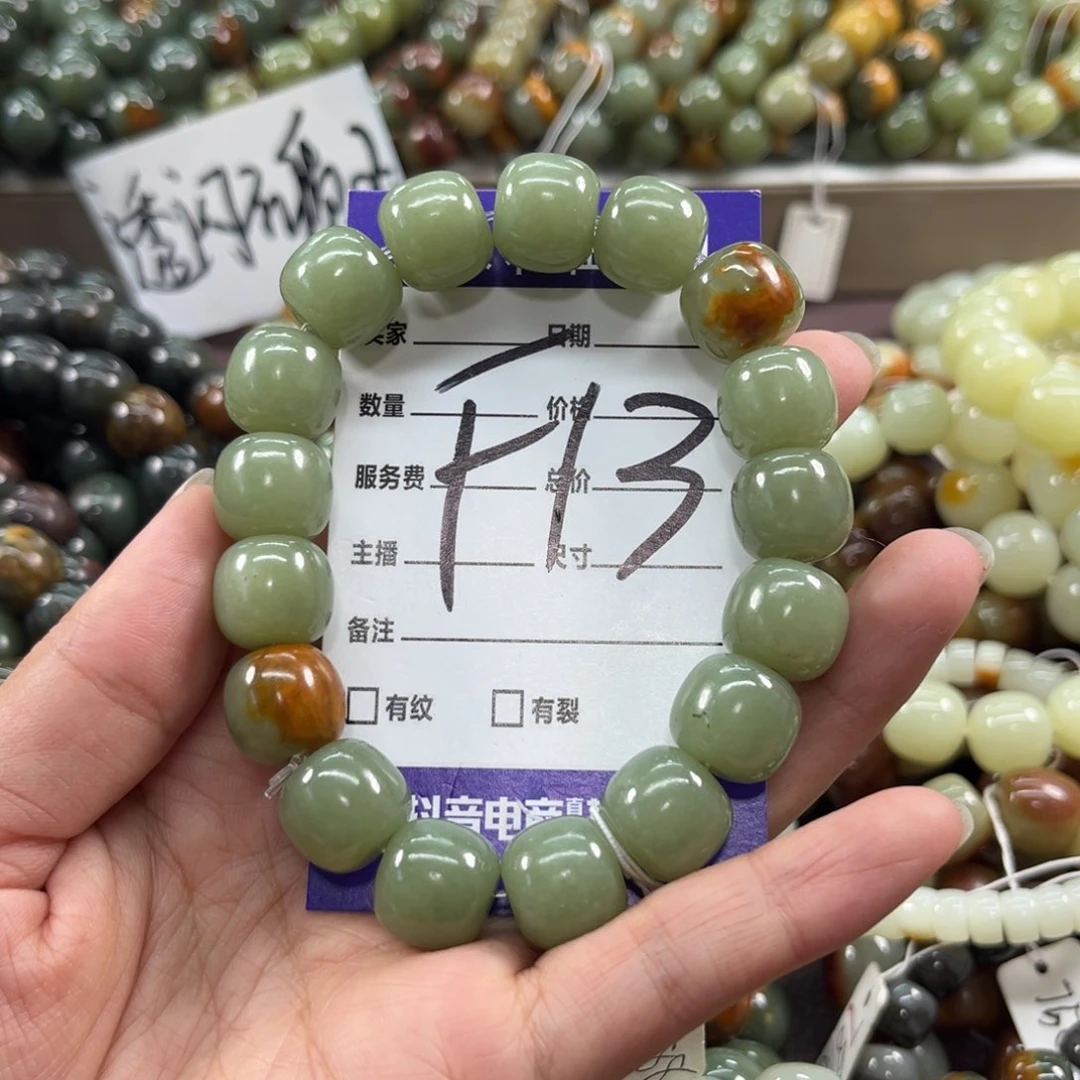 卖家 日期
F13
数量 价格
服务费 总价
主播 尺寸
备注
有纹 有裂
抖音电商